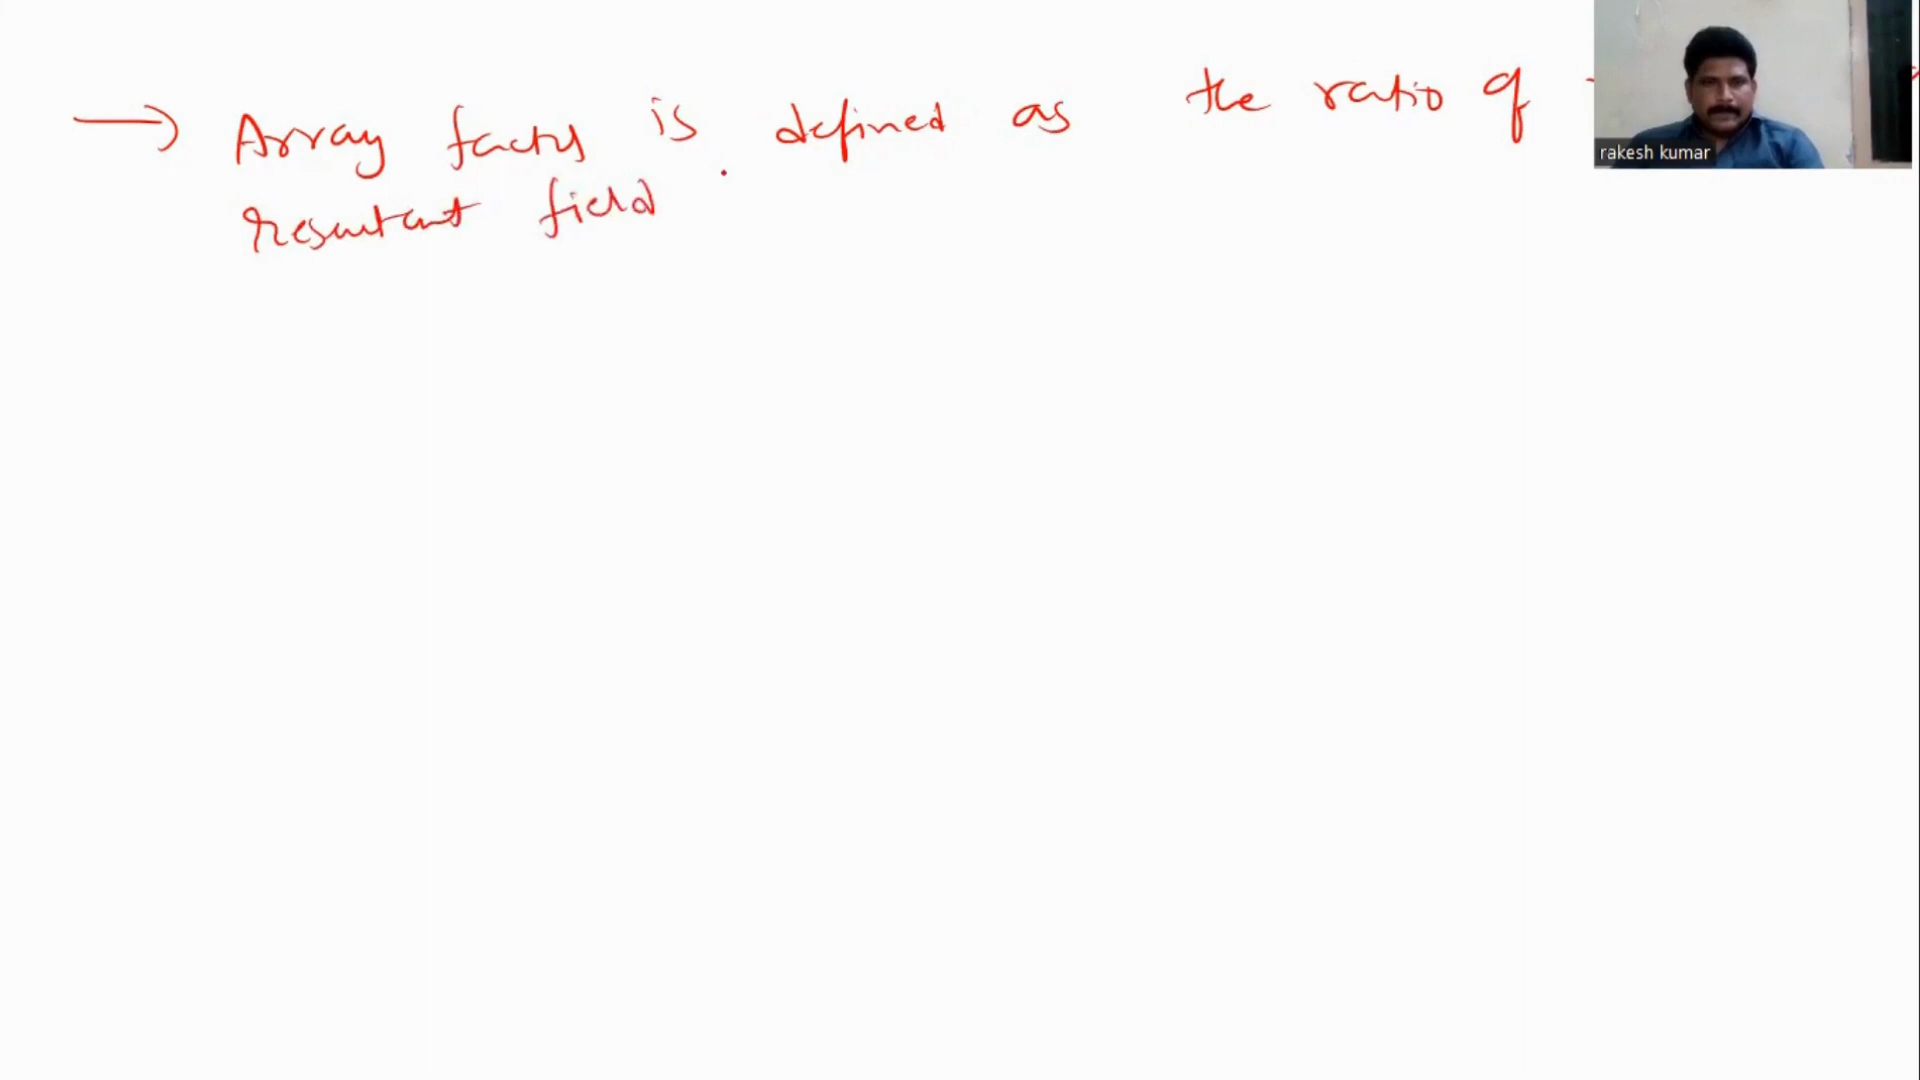 → Array factor is defined as the ratio of
resultant field
rakesh kumar